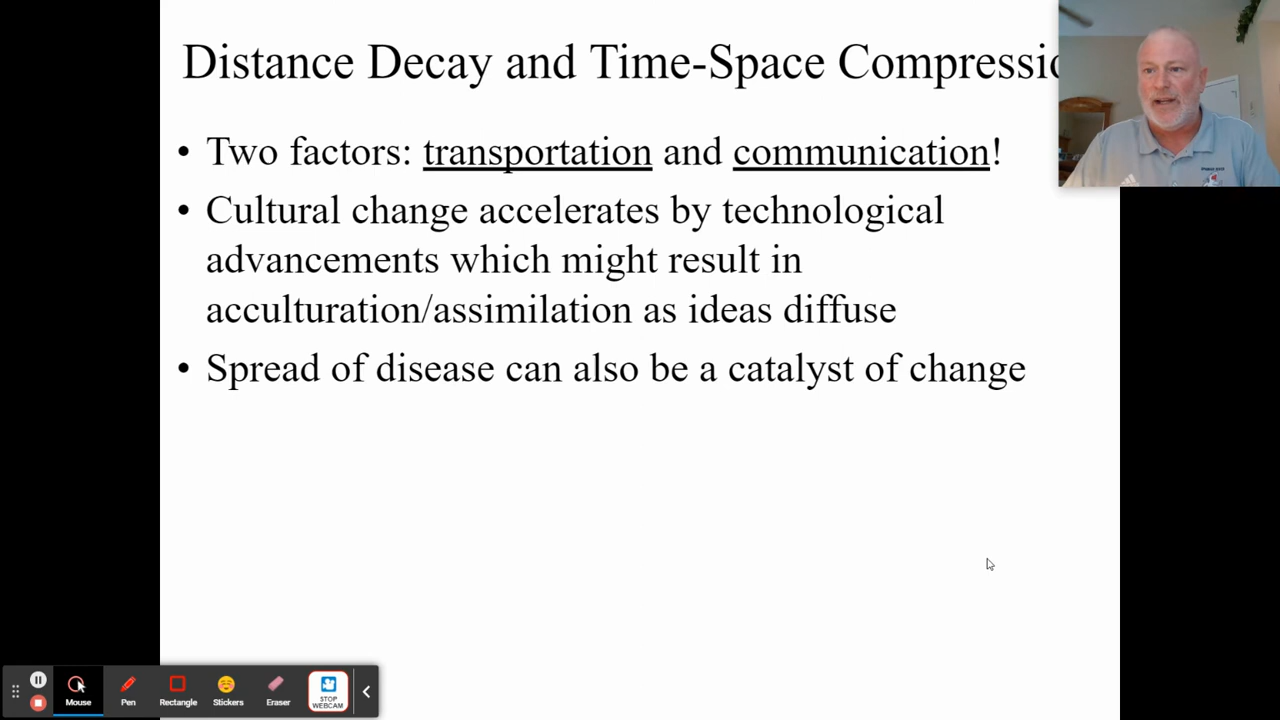 Distance Decay and Time-Space Compressio
• Two factors: transportation and communication!
• Cultural change accelerates by technological
advancements which might result in
acculturation/assimilation as ideas diffuse
• Spread of disease can also be a catalyst of change
Mouse
Pen
Rectangle
Stickers
Eraser
STOP
WEBCAM